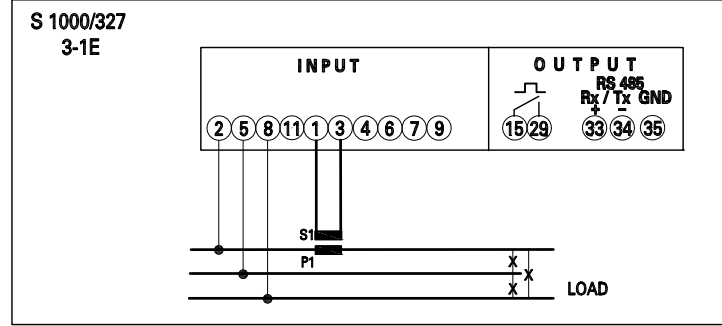 S 1000/327
3-1E
INPUT
OUTPUT
RS 485
Rx / Tx GND
+ −
2 5 8 11 1 3 4 6 7 9
15 29 33 34 35
S1
P1
X
X
X
LOAD